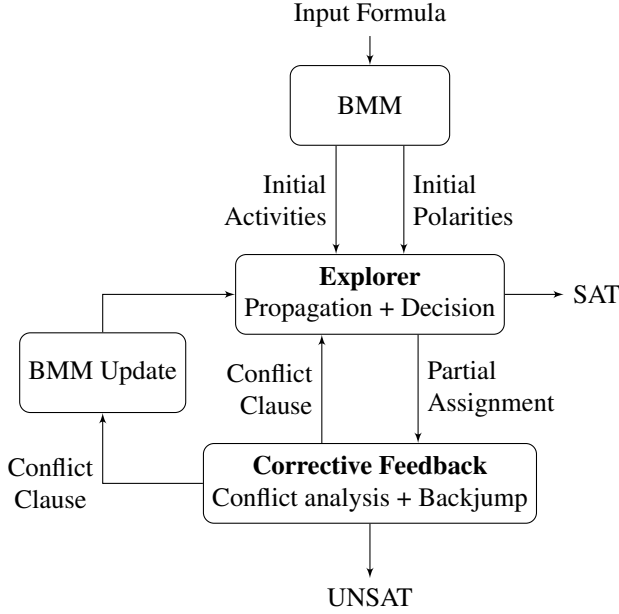 Input Formula
BMM
Initial
Activities
Initial
Polarities
Explorer
Propagation + Decision
SAT
BMM Update
Conflict
Clause
Partial
Assignment
Conflict
Clause
Corrective Feedback
Conflict analysis + Backjump
UNSAT